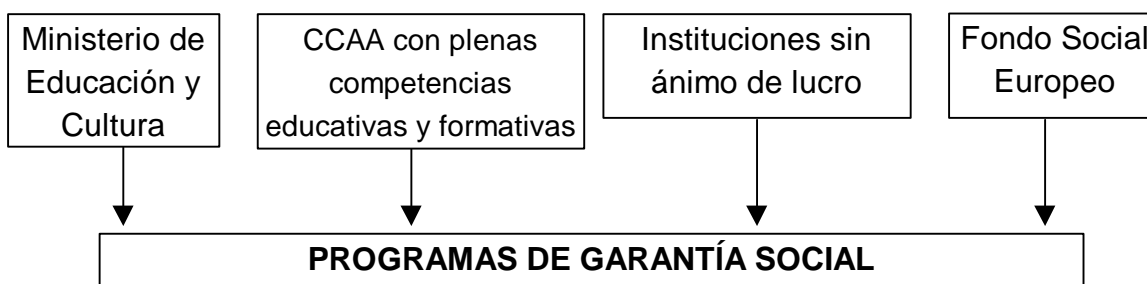 Ministerio de
Educación y
Cultura
CCAA con plenas
competencias
educativas y formativas
Instituciones sin
ánimo de lucro
Fondo Social
Europeo
PROGRAMAS DE GARANTÍA SOCIAL